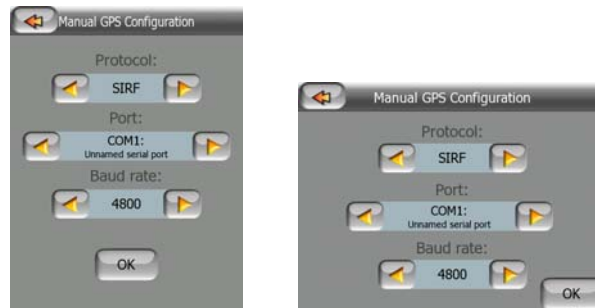 Manual GPS Configuration
Protocol:
SIRF
Port:
COM1:
Unnamed serial port
Baud rate:
4800
OK
Manual GPS Configuration
Protocol:
SIRF
Port:
COM1:
Unnamed serial port
Baud rate:
4800
OK